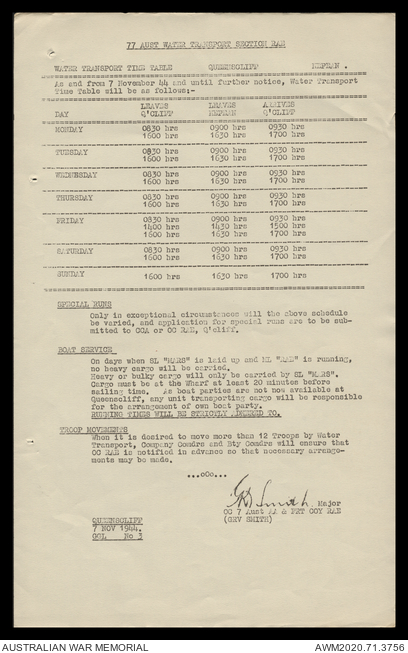 77 AUST WATER TRANSPORT SECTION RAE
WATER TRANSPORT TIME TABLE QUEENSCLIFF NEPEAN .
As and from 7 November 44 and until further notice, Water Transport
Time Table will be as follows:-
LEAVES LEAVES ARRIVES
DAY Q'CLIFF NEPEAN Q'CLIFF
MONDAY 0830 hrs 0900 hrs 0930 hrs
1600 hrs 1630 hrs 1700 hrs
TUESDAY 0830 hrs 0900 hrs 0930 hrs
1600 hrs 1630 hrs 1700 hrs
WEDNESDAY 0830 hrs 0900 hrs 0930 hrs
1600 hrs 1630 hrs 1700 hrs
THURSDAY 0830 hrs 0900 hrs 0930 hrs
1600 hrs 1630 hrs 1700 hrs
FRIDAY 0830 hrs 0900 hrs 0930 hrs
1400 hrs 1430 hrs 1500 hrs
1600 hrs 1630 hrs 1700 hrs
SATURDAY 0830 hrs 0900 hrs 0930 hrs
1600 hrs 1630 hrs 1700 hrs
SUNDAY 1600 hrs 1630 hrs 1700 hrs
SPECIAL RUNS
Only in exceptional circumstances will the above schedule
be varied, and application for special runs are to be sub-
mitted to CCA or OC RAE, Q'cliff.
BOAT SERVICE
On days when SL "MARS" is laid up and ML "RAE" is running,
no heavy cargo will be carried.
Heavy or bulky cargo will only be carried by SL "MARS".
Cargo must be at the Wharf at least 20 minutes before
sailing time. As boat parties are not now available at
Queenscliff, any unit transporting cargo will be responsible
for the arrangement of own boat party.
RUNNING TIMES WILL BE STRICTLY ADHERED TO.
TROOP MOVEMENTS
When it is desired to move more than 12 Troops by Water
Transport, Company Comdrs and Bty Comdrs will ensure that
OC RAE is notified in advance so that necessary arrange-
ments may be made.
...oOo...
Smith Major
OC 7 Aust AA & FRT COY RAE
(GHV SMITH)
QUEENSCLIFF
7 NOV 1944.
No 3
AUSTRALIAN WAR MEMORIAL
AWM2020.71.3756